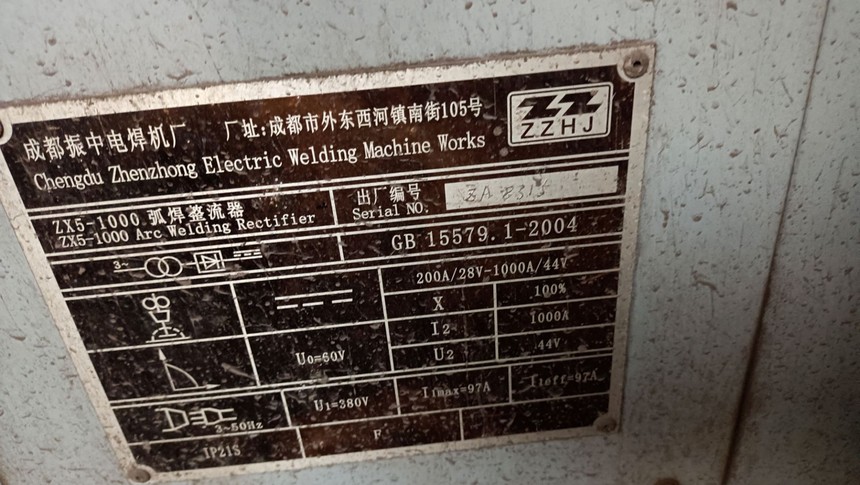 成都振中电焊机厂 厂址:成都市外东西河镇南街105号
Chengdu Zhenzhong Electric Welding Machine Works
ZZHJ
ZX5-1000 弧焊整流器
ZX5-1000 Arc Welding Rectifier
出厂编号
Serial NO.
GB 15579.1-2004
3~
200A/28V-1000A/44V
X 100%
I2 1000A
U0=60V U2 44V
U1=380V I1max=97A I1eff=97A
3~50Hz
IP21S F